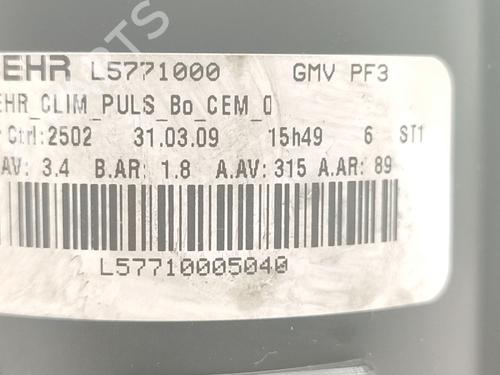 EHR L5771000 GMV PF3
EHR_CLIM_PULS_Bo_CEM_0
Ctrl:2502 31.03.09 15h49 6 ST1
AV: 3.4 B.AR: 1.8 A.AV: 315 A.AR: 89
L57710005040
PARTS